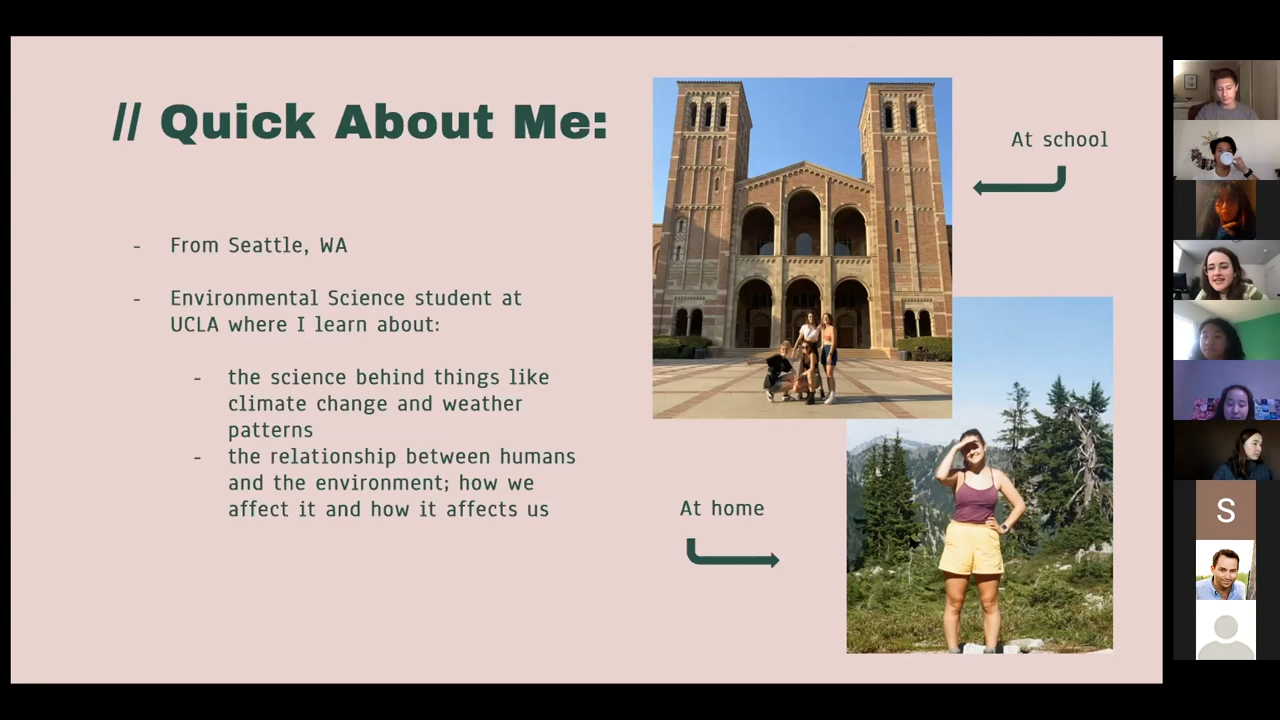 // Quick About Me:
At school
- From Seattle, WA
- Environmental Science student at
UCLA where I learn about:
- the science behind things like
climate change and weather
patterns
- the relationship between humans
and the environment; how we
affect it and how it affects us
At home
S